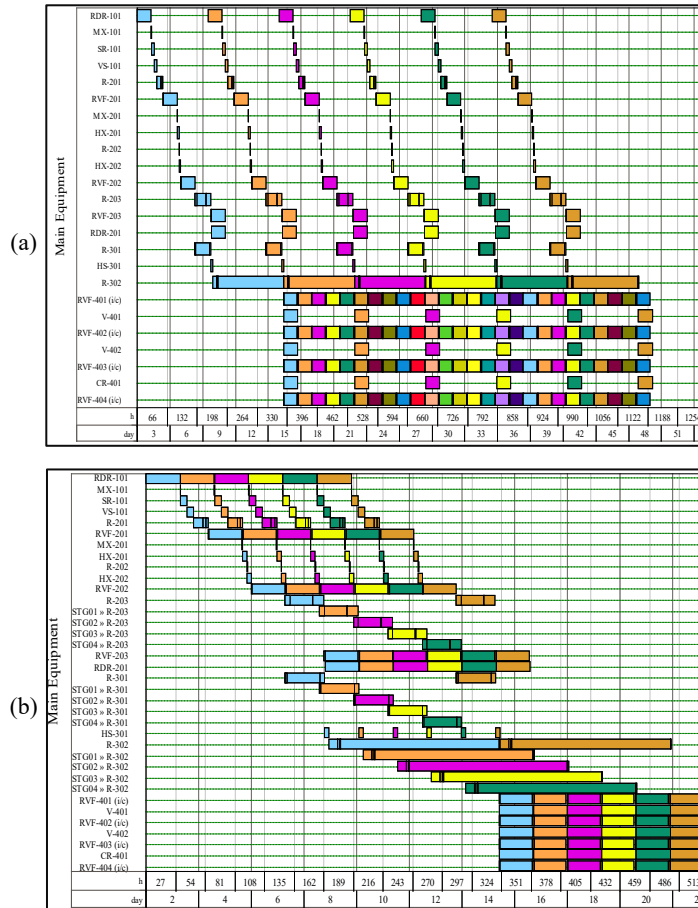 (a)
Main Equipment
RDR-101
MX-101
SR-101
VS-101
R-201
RVF-201
MX-201
HX-201
R-202
HX-202
RVF-202
R-203
RVF-203
RDR-201
R-301
HS-301
R-302
RVF-401 (i/c)
V-401
RVF-402 (i/c)
V-402
RVF-403 (i/c)
CR-401
RVF-404 (i/c)
h 66 132 198 264 330 396 462 528 594 660 726 792 858 924 990 1056 1122 1188 1254
day 3 6 9 12 15 18 21 24 27 30 33 36 39 42 45 48 51
(b)
Main Equipment
RDR-101
MX-101
SR-101
VS-101
R-201
RVF-201
MX-201
HX-201
R-202
HX-202
RVF-202
R-203
STG01 » R-203
STG02 » R-203
STG03 » R-203
STG04 » R-203
RVF-203
RDR-201
R-301
STG01 » R-301
STG02 » R-301
STG03 » R-301
STG04 » R-301
HS-301
R-302
STG01 » R-302
STG02 » R-302
STG03 » R-302
STG04 » R-302
RVF-401 (i/c)
V-401
RVF-402 (i/c)
V-402
RVF-403 (i/c)
CR-401
RVF-404 (i/c)
h 27 54 81 108 135 162 189 216 243 270 297 324 351 378 405 432 459 486 513
day 2 4 6 8 10 12 14 16 18 20